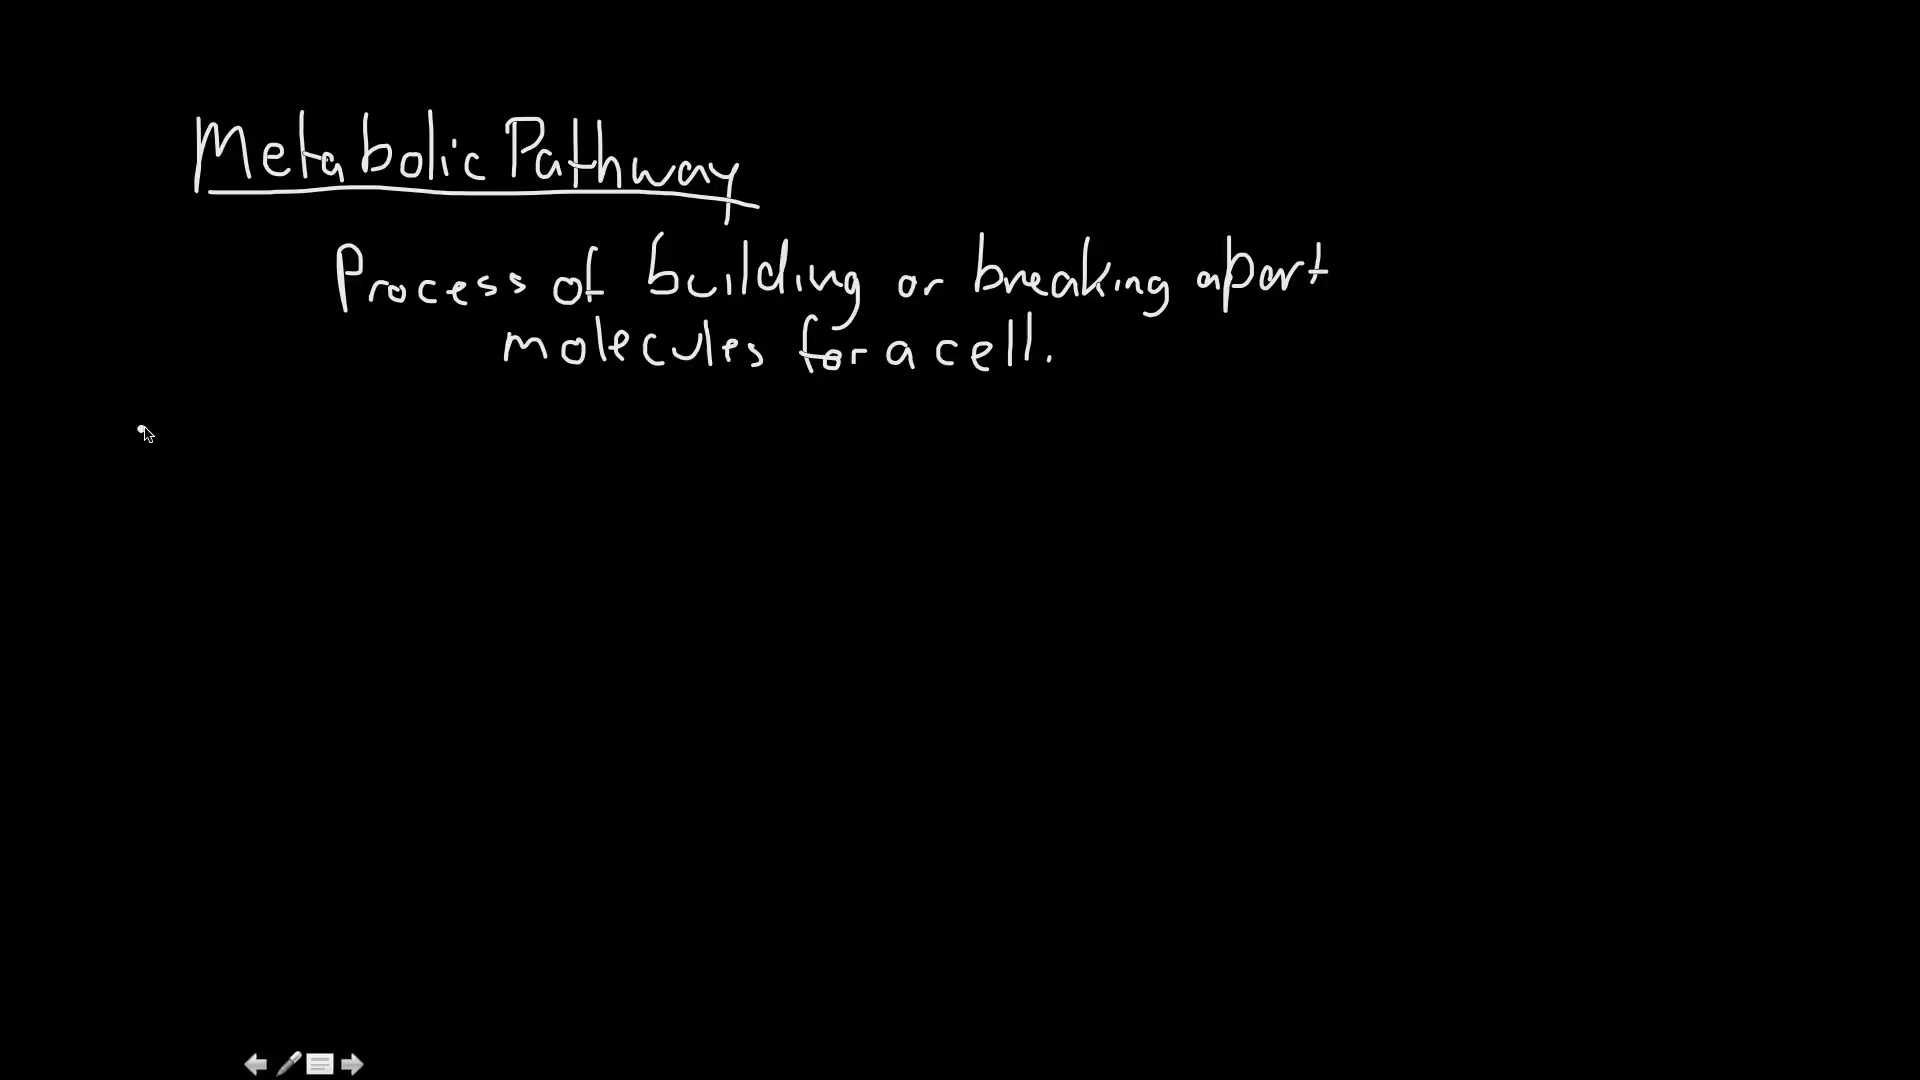 Metabolic Pathway
Process of building or breaking apart
molecules for a cell.